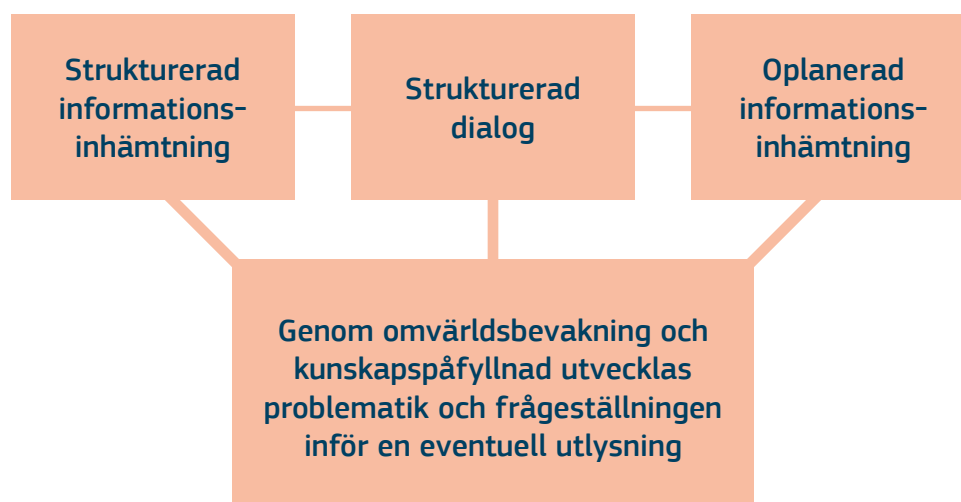 Strukturerad
informations-
inhämtning
Strukturerad
dialog
Oplanerad
informations-
inhämtning
Genom omvärldsbevakning och
kunskapspåfyllnad utvecklas
problematik och frågeställningen
inför en eventuell utlysning